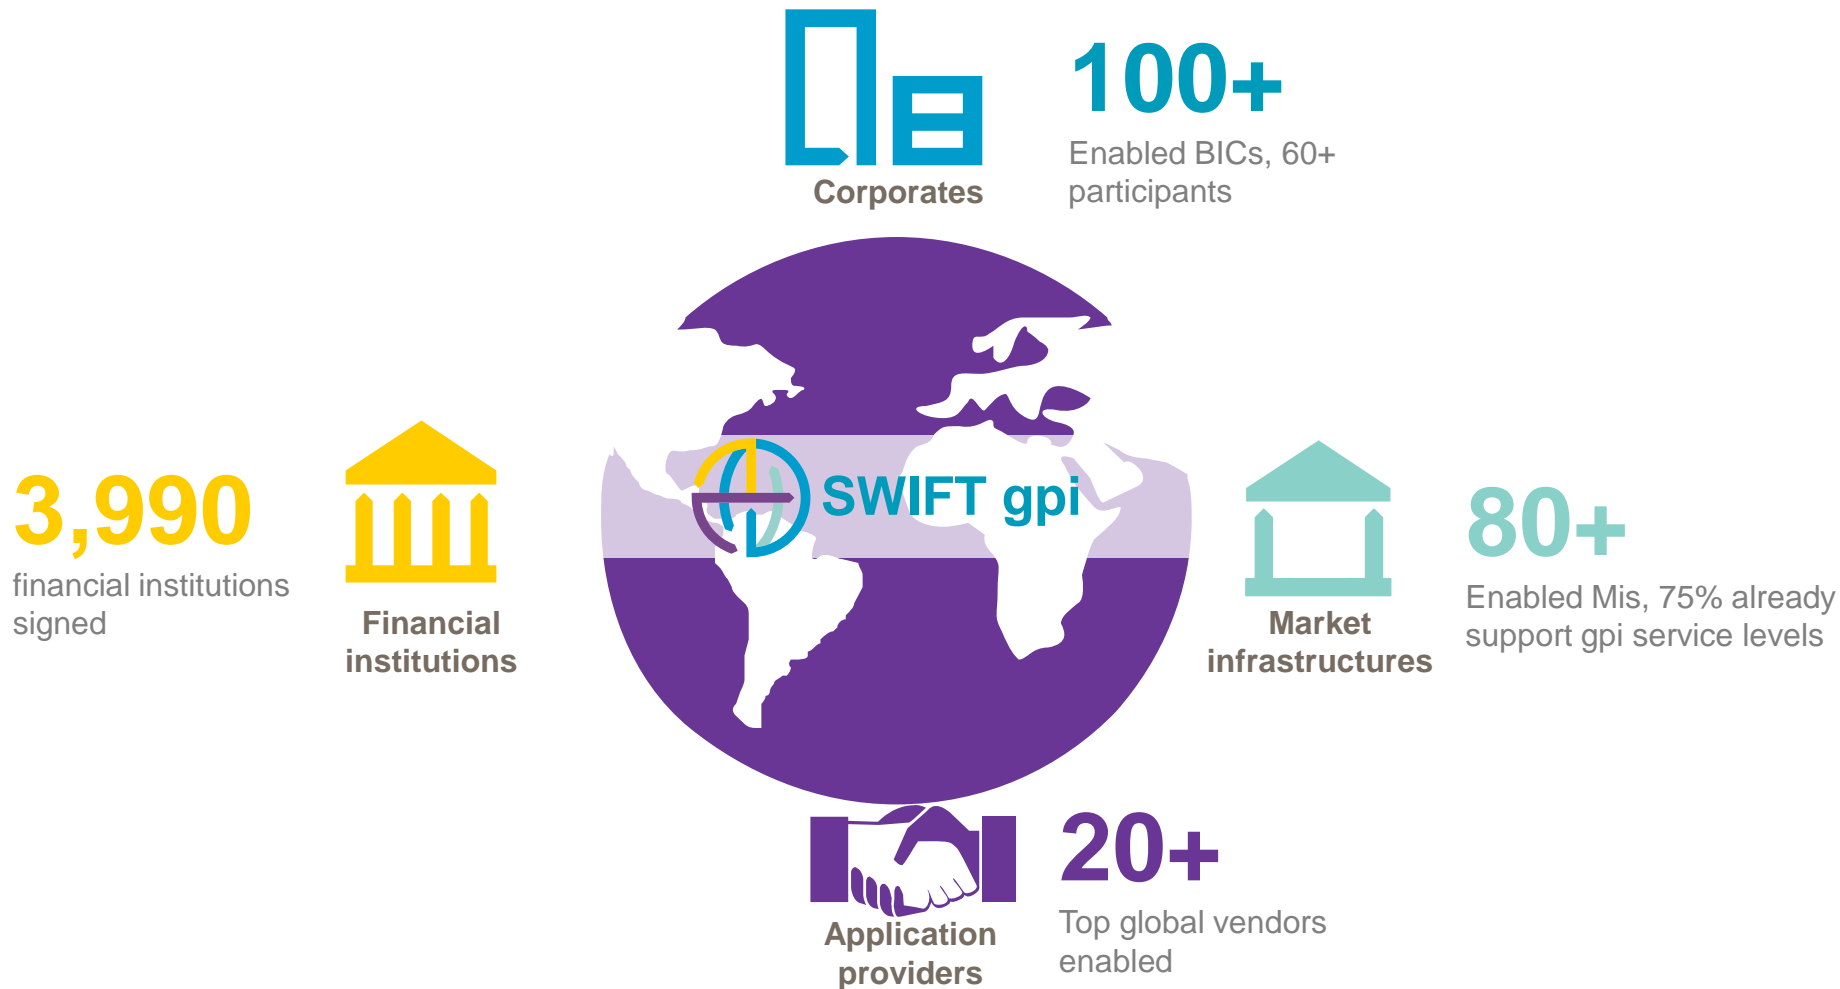 100+
Enabled BICs, 60+
participants
Corporates
SWIFT gpi
3,990
financial institutions
signed
Financial
institutions
Market
infrastructures
80+
Enabled Mis, 75% already
support gpi service levels
20+
Top global vendors
enabled
Application
providers